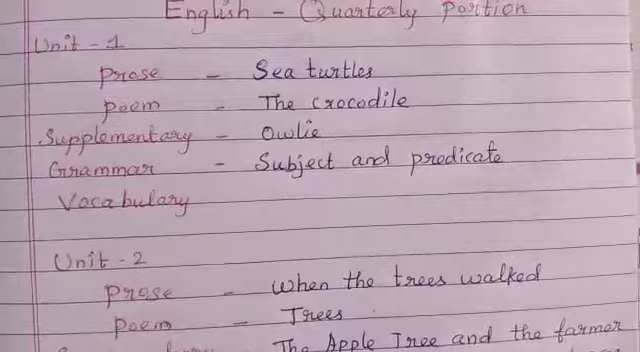 English - Quarterly portion
Unit - 1
prose - Sea turtles
poem - The crocodile
Supplementary - Owlie
Grammar - Subject and predicate
Vocabulary
Unit - 2
prose - When the trees walked
poem - Trees
The Apple Tree and the farmer